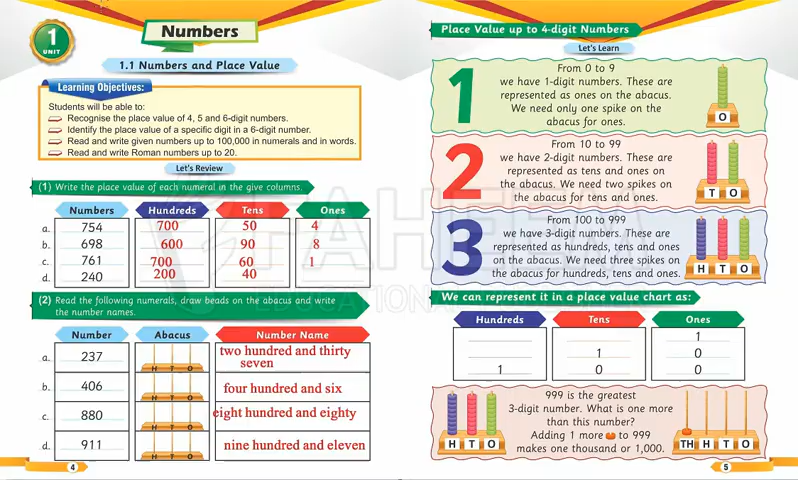 1
UNIT
Numbers
1.1 Numbers and Place Value
Learning Objectives:
Students will be able to:
Recognise the place value of 4, 5 and 6-digit numbers.
Identify the place value of a specific digit in a 6-digit number.
Read and write given numbers up to 100,000 in numerals and in words.
Read and write Roman numbers up to 20.
Let's Review
(1) Write the place value of each numeral in the give columns.
Numbers Hundreds Tens Ones
a. 754 700 50 4
b. 698 600 90 8
c. 761 700 60 1
d. 240 200 40
(2) Read the following numerals, draw beads on the abacus and write
the number names.
Number Abacus Number Name
a. 237 H T O two hundred and thirty
seven
b. 406 H T O four hundred and six
c. 880 H T O eight hundred and eighty
d. 911 H T O nine hundred and eleven
4
Place Value up to 4-digit Numbers
Let's Learn
1
From 0 to 9
we have 1-digit numbers. These are
represented as ones on the abacus.
We need only one spike on the
abacus for ones.
O
2
From 10 to 99
we have 2-digit numbers. These are
represented as tens and ones on
the abacus. We need two spikes on
the abacus for tens and ones.
T O
3
From 100 to 999
we have 3-digit numbers. These are
represented as hundreds, tens and ones
on the abacus. We need three spikes on
the abacus for hundreds, tens and ones.
H T O
We can represent it in a place value chart as:
Hundreds Tens Ones
1
1 0
1 0 0
999 is the greatest
3-digit number. What is one more
than this number?
Adding 1 more to 999
makes one thousand or 1,000.
H T O
TH H T O
5